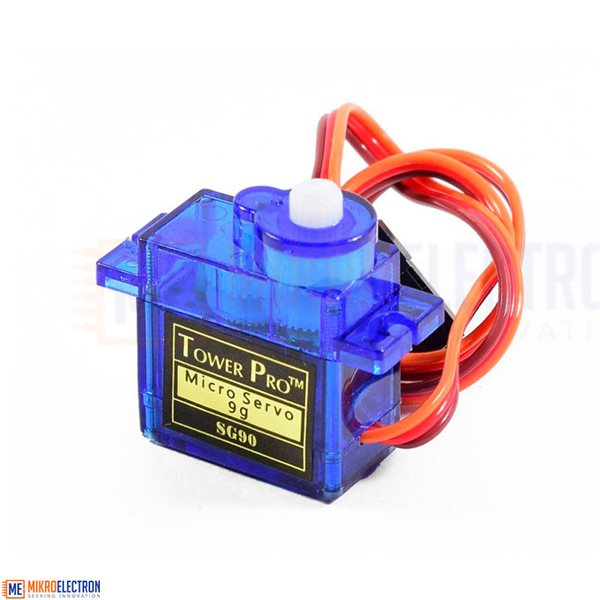 TOWER PRO™
Micro Servo
9g
SG90
ME MIKROELECTRON
SEEKING INNOVATION